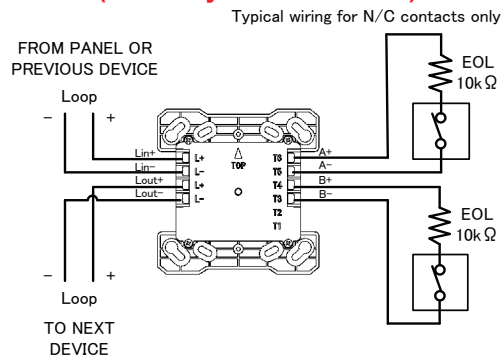 Typical wiring for N/C contacts only
FROM PANEL OR
PREVIOUS DEVICE
Loop
- +
EOL
10kΩ
Lin+
Lin-
Lout+
Lout-
L+
L-
L+
L-
TOP
T6
T5
T4
T3
T2
T1
A+
A-
B+
B-
EOL
10kΩ
- +
Loop
TO NEXT
DEVICE